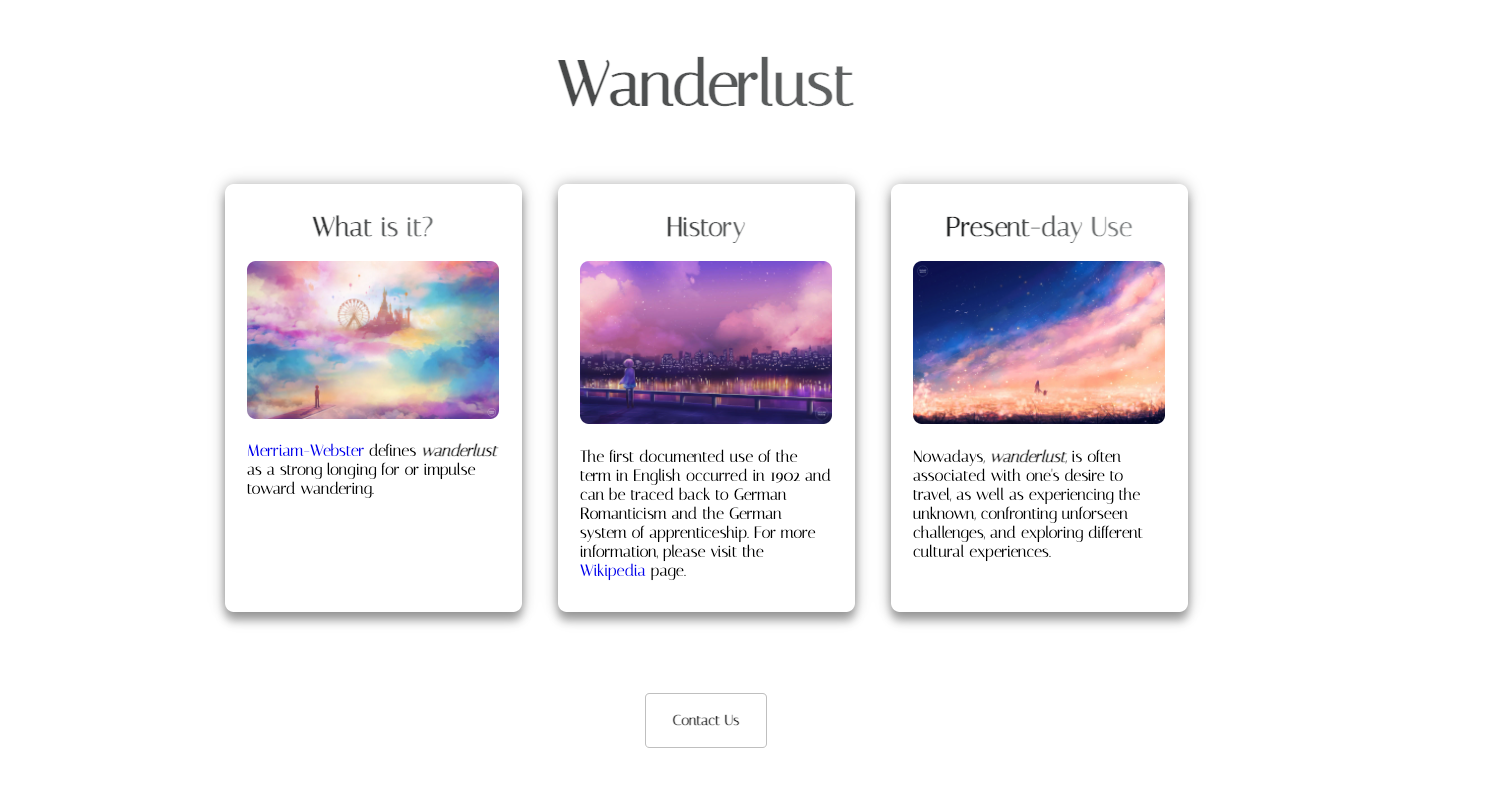 Wanderlust
What is it?
Merriam-Webster defines wanderlust
as a strong longing for or impulse
toward wandering.
History
The first documented use of the
term in English occurred in 1902 and
can be traced back to German
Romanticism and the German
system of apprenticeship. For more
information, please visit the
Wikipedia page.
Present-day Use
Nowadays, wanderlust, is often
associated with one's desire to
travel, as well as experiencing the
unknown, confronting unforseen
challenges, and exploring different
cultural experiences.
Contact Us